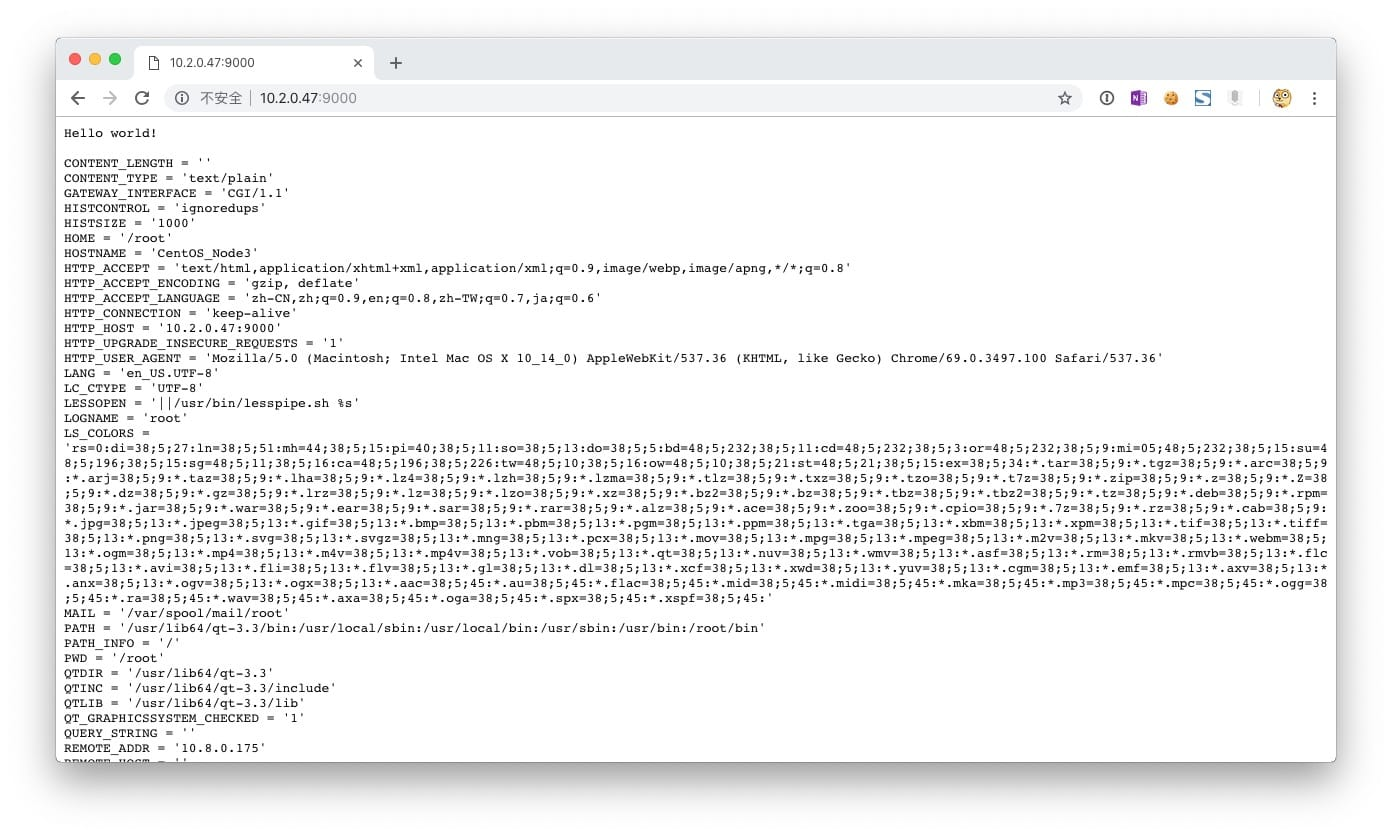 10.2.0.47:9000
不安全 10.2.0.47:9000
Hello world!
CONTENT_LENGTH = ''
CONTENT_TYPE = 'text/plain'
GATEWAY_INTERFACE = 'CGI/1.1'
HISTCONTROL = 'ignoredups'
HISTSIZE = '1000'
HOME = '/root'
HOSTNAME = 'CentOS_Node3'
HTTP_ACCEPT = 'text/html,application/xhtml+xml,application/xml;q=0.9,image/webp,image/apng,*/*;q=0.8'
HTTP_ACCEPT_ENCODING = 'gzip, deflate'
HTTP_ACCEPT_LANGUAGE = 'zh-CN,zh;q=0.9,en;q=0.8,zh-TW;q=0.7,ja;q=0.6'
HTTP_CONNECTION = 'keep-alive'
HTTP_HOST = '10.2.0.47:9000'
HTTP_UPGRADE_INSECURE_REQUESTS = '1'
HTTP_USER_AGENT = 'Mozilla/5.0 (Macintosh; Intel Mac OS X 10_14_0) AppleWebKit/537.36 (KHTML, like Gecko) Chrome/69.0.3497.100 Safari/537.36'
LANG = 'en_US.UTF-8'
LC_CTYPE = 'UTF-8'
LESSOPEN = '||/usr/bin/lesspipe.sh %s'
LOGNAME = 'root'
LS_COLORS =
'rs=0:di=38;5;27:ln=38;5;51:mh=44;38;5;15:pi=40;38;5;11:so=38;5;13:do=38;5;5:bd=48;5;232;38;5;11:cd=48;5;232;38;5;3:or=48;5;232;38;5;9:mi=05;48;5;232;38;5;15:su=4
8;5;196;38;5;15:sg=48;5;11;38;5;16:ca=48;5;196;38;5;226:tw=48;5;10;38;5;16:ow=48;5;10;38;5;21:st=48;5;21;38;5;15:ex=38;5;34:*.tar=38;5;9:*.tgz=38;5;9:*.arc=38;5;9
:*.arj=38;5;9:*.taz=38;5;9:*.lha=38;5;9:*.lz4=38;5;9:*.lzh=38;5;9:*.lzma=38;5;9:*.tlz=38;5;9:*.txz=38;5;9:*.tzo=38;5;9:*.t7z=38;5;9:*.zip=38;5;9:*.z=38;5;9:*.Z=38
;5;9:*.dz=38;5;9:*.gz=38;5;9:*.lrz=38;5;9:*.lz=38;5;9:*.lzo=38;5;9:*.xz=38;5;9:*.bz2=38;5;9:*.bz=38;5;9:*.tbz=38;5;9:*.tbz2=38;5;9:*.tz=38;5;9:*.deb=38;5;9:*.rpm=
38;5;9:*.jar=38;5;9:*.war=38;5;9:*.ear=38;5;9:*.sar=38;5;9:*.rar=38;5;9:*.alz=38;5;9:*.ace=38;5;9:*.zoo=38;5;9:*.cpio=38;5;9:*.7z=38;5;9:*.rz=38;5;9:*.cab=38;5;9:
*.jpg=38;5;13:*.jpeg=38;5;13:*.gif=38;5;13:*.bmp=38;5;13:*.pbm=38;5;13:*.pgm=38;5;13:*.ppm=38;5;13:*.tga=38;5;13:*.xbm=38;5;13:*.xpm=38;5;13:*.tif=38;5;13:*.tiff=
38;5;13:*.png=38;5;13:*.svg=38;5;13:*.svgz=38;5;13:*.mng=38;5;13:*.pcx=38;5;13:*.mov=38;5;13:*.mpg=38;5;13:*.mpeg=38;5;13:*.m2v=38;5;13:*.mkv=38;5;13:*.webm=38;5;
13:*.ogm=38;5;13:*.mp4=38;5;13:*.m4v=38;5;13:*.mp4v=38;5;13:*.vob=38;5;13:*.qt=38;5;13:*.nuv=38;5;13:*.wmv=38;5;13:*.asf=38;5;13:*.rm=38;5;13:*.rmvb=38;5;13:*.flc
=38;5;13:*.avi=38;5;13:*.fli=38;5;13:*.flv=38;5;13:*.gl=38;5;13:*.dl=38;5;13:*.xcf=38;5;13:*.xwd=38;5;13:*.yuv=38;5;13:*.cgm=38;5;13:*.emf=38;5;13:*.axv=38;5;13:*
.anx=38;5;13:*.ogv=38;5;13:*.ogx=38;5;13:*.aac=38;5;45:*.au=38;5;45:*.flac=38;5;45:*.mid=38;5;45:*.midi=38;5;45:*.mka=38;5;45:*.mp3=38;5;45:*.mpc=38;5;45:*.ogg=38
;5;45:*.ra=38;5;45:*.wav=38;5;45:*.axa=38;5;45:*.oga=38;5;45:*.spx=38;5;45:*.xspf=38;5;45:'
MAIL = '/var/spool/mail/root'
PATH = '/usr/lib64/qt-3.3/bin:/usr/local/sbin:/usr/local/bin:/usr/sbin:/usr/bin:/root/bin'
PATH_INFO = '/'
PWD = '/root'
QTDIR = '/usr/lib64/qt-3.3'
QTINC = '/usr/lib64/qt-3.3/include'
QTLIB = '/usr/lib64/qt-3.3/lib'
QT_GRAPHICSSYSTEM_CHECKED = '1'
QUERY_STRING = ''
REMOTE_ADDR = '10.8.0.175'